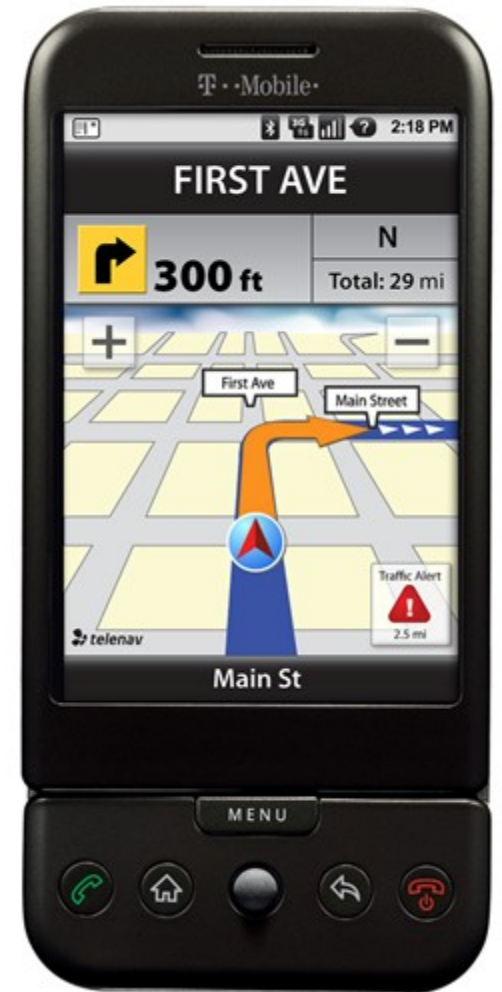 T··Mobile·
3G
2:18 PM
FIRST AVE
300 ft
N
Total: 29 mi
First Ave
Main Street
Traffic Alert
2.5 mi
telenav
Main St
MENU